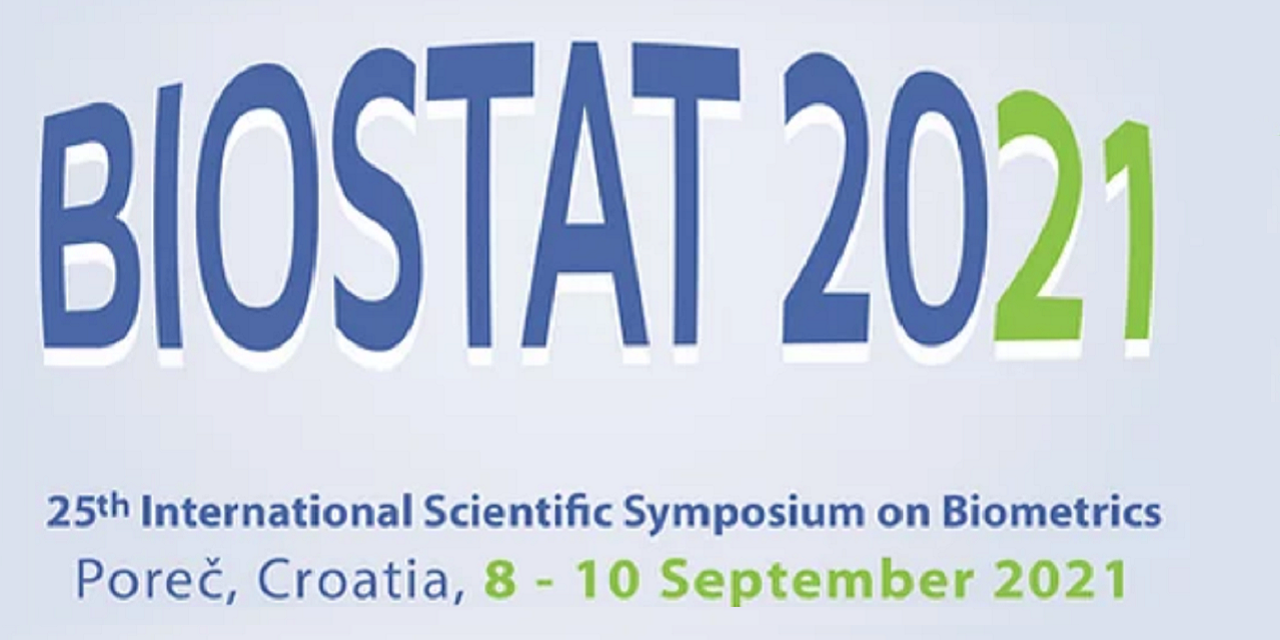 BIOSTAT 2021
25th International Scientific Symposium on Biometrics
Poreč, Croatia, 8 - 10 September 2021